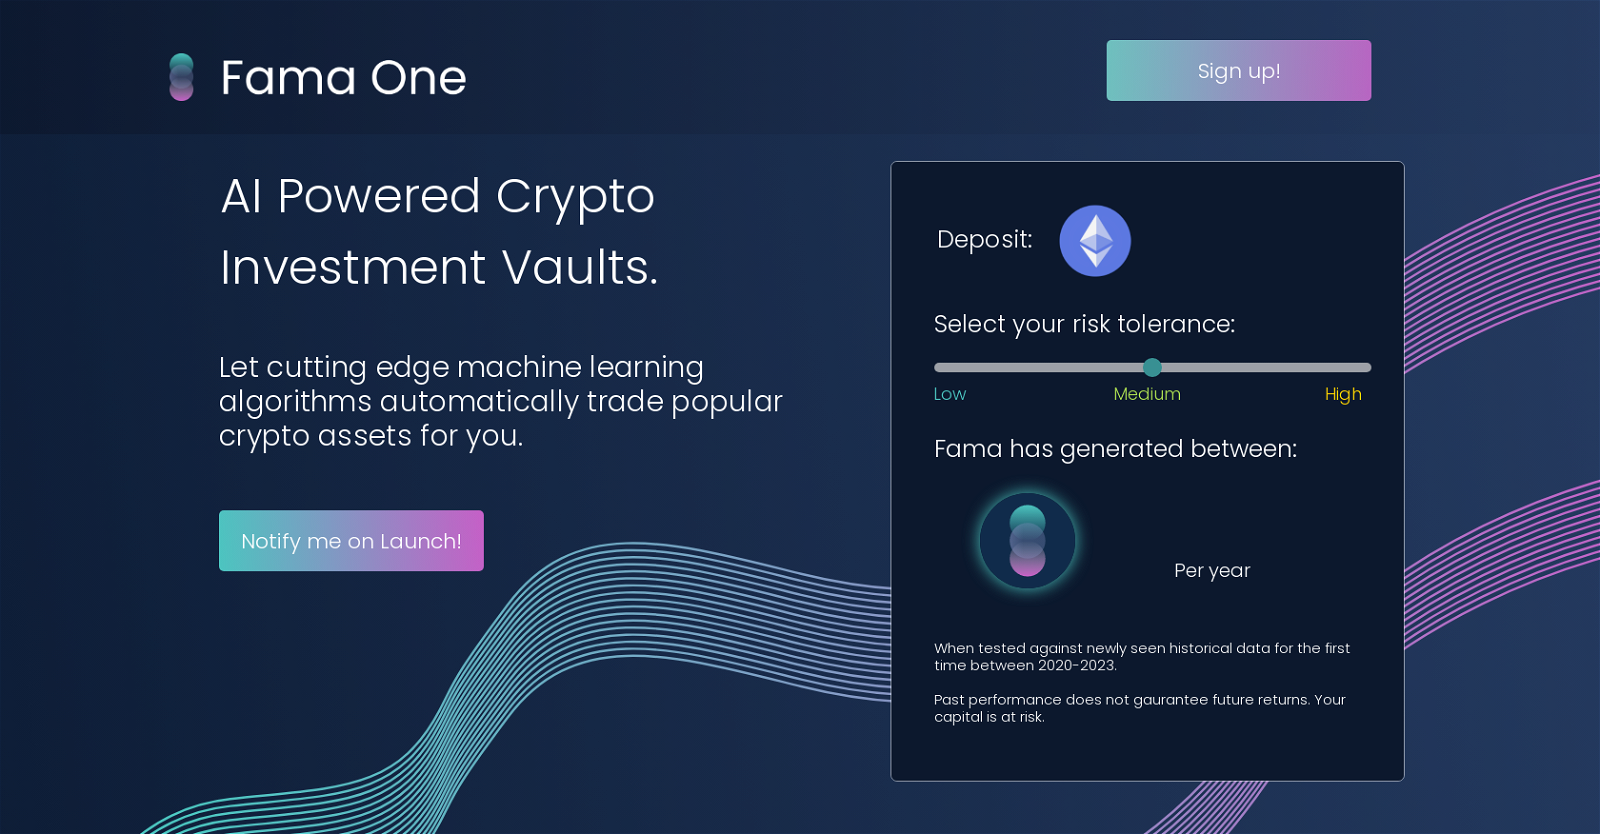 Fama One
Sign up!
AI Powered Crypto
Investment Vaults.
Let cutting edge machine learning
algorithms automatically trade popular
crypto assets for you.
Notify me on Launch!
Deposit:
Select your risk tolerance:
Low Medium High
Fama has generated between:
Per year
When tested against newly seen historical data for the first
time between 2020-2023.
Past performance does not gaurantee future returns. Your
capital is at risk.